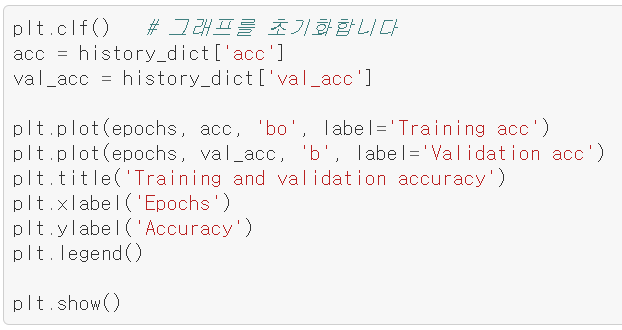 plt.clf()   # 그래프를 초기화합니다
acc = history_dict['acc']
val_acc = history_dict['val_acc']
plt.plot(epochs, acc, 'bo', label='Training acc')
plt.plot(epochs, val_acc, 'b', label='Validation acc')
plt.title('Training and validation accuracy')
plt.xlabel('Epochs')
plt.ylabel('Accuracy')
plt.legend()
plt.show()